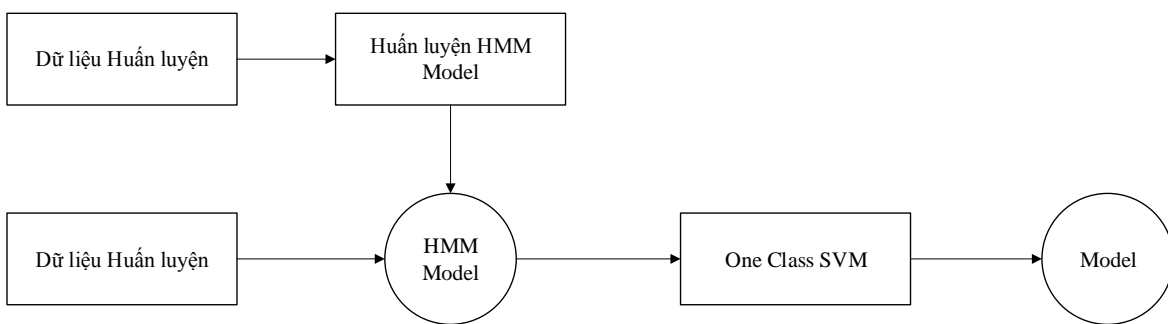 Dữ liệu Huấn luyện
Huấn luyện HMM
Model
Dữ liệu Huấn luyện
HMM
Model
One Class SVM
Model